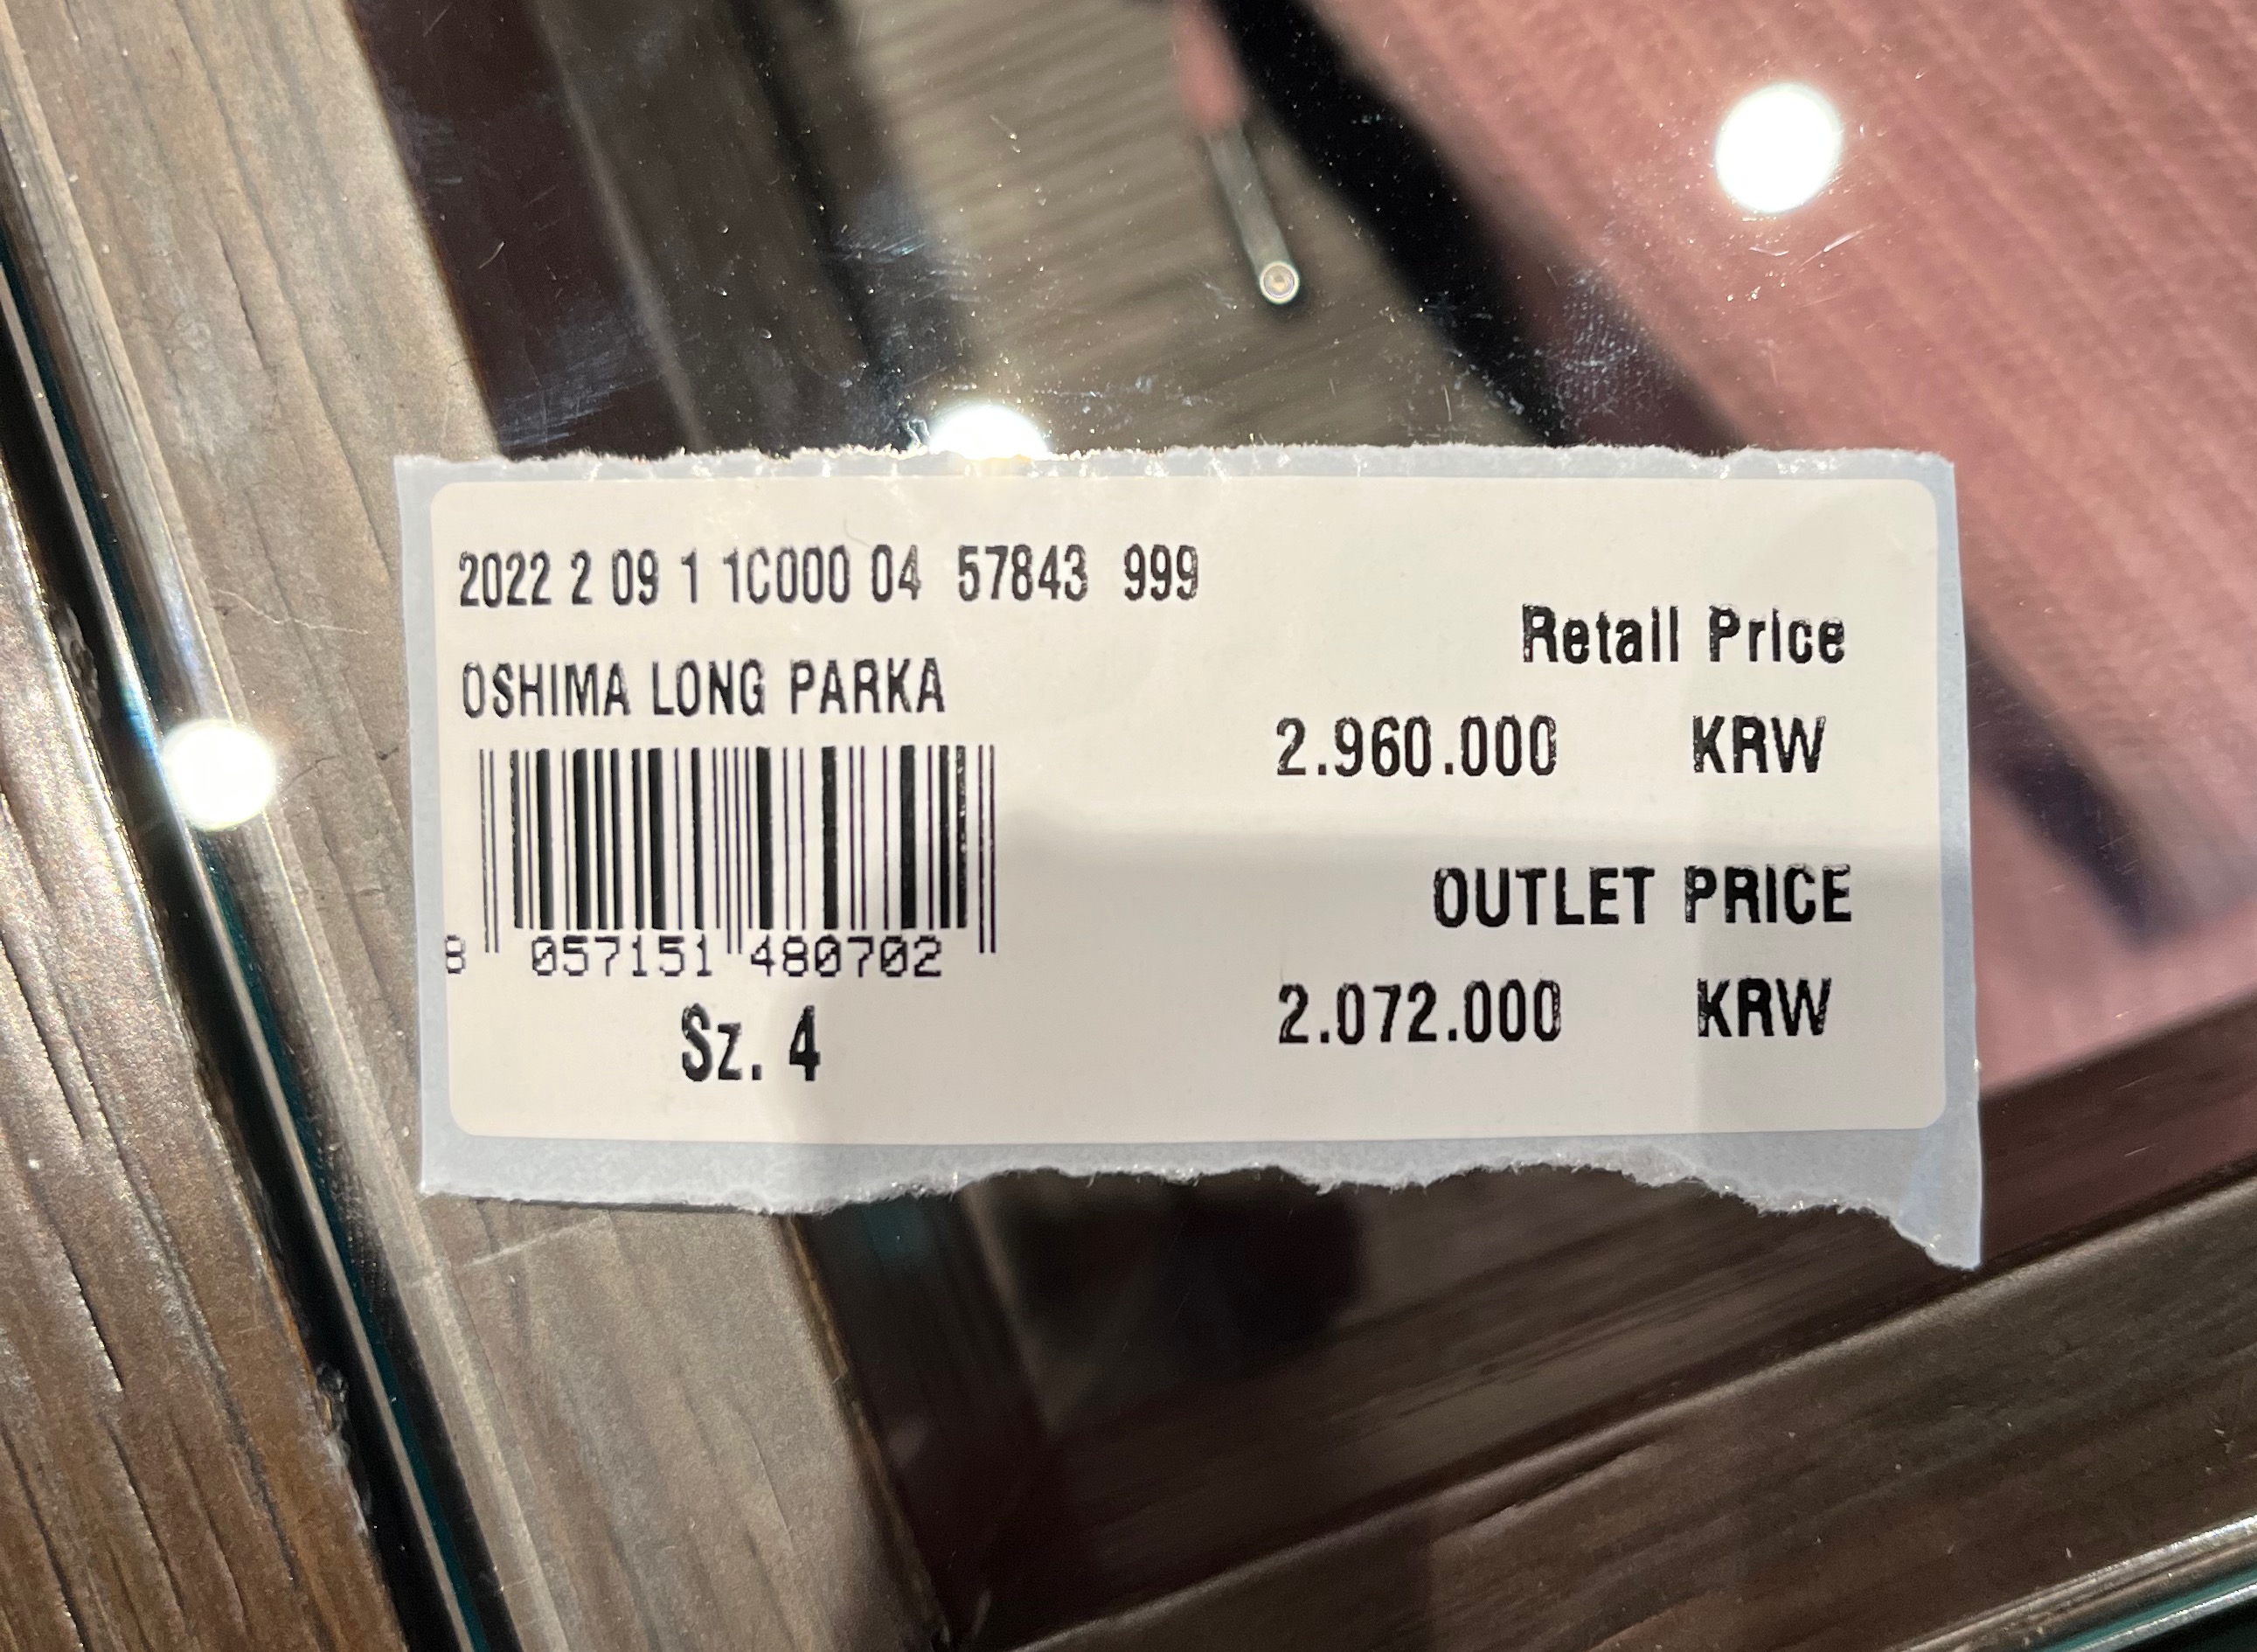 2022 2 09 1 1C000 04 57843 999
OSHIMA LONG PARKA
8 057151 480702
Sz. 4
Retail Price
2.960.000 KRW
OUTLET PRICE
2.072.000 KRW